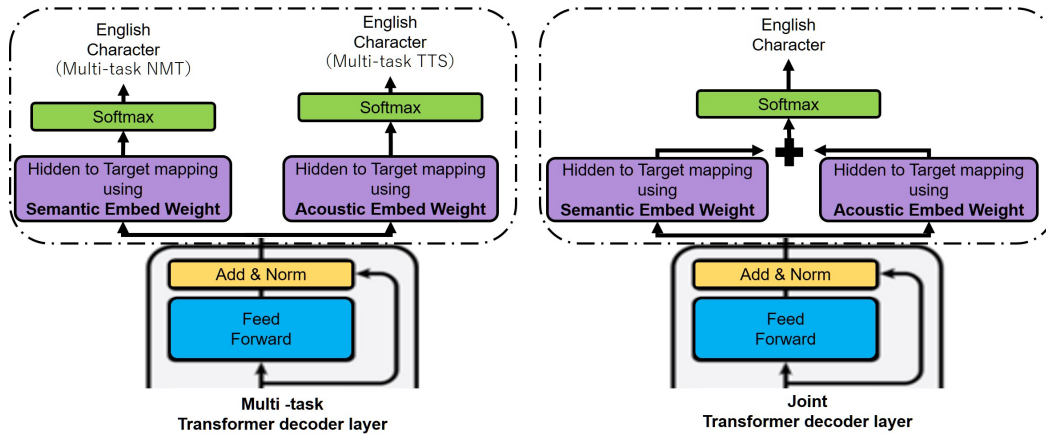 English
Character
(Multi-task NMT)
Softmax
Hidden to Target mapping
using
Semantic Embed Weight
English
Character
(Multi-task TTS)
Softmax
Hidden to Target mapping
using
Acoustic Embed Weight
Add & Norm
Feed
Forward
Multi -task
Transformer decoder layer
English
Character
Softmax
Hidden to Target mapping
using
Semantic Embed Weight
Hidden to Target mapping
using
Acoustic Embed Weight
Add & Norm
Feed
Forward
Joint
Transformer decoder layer